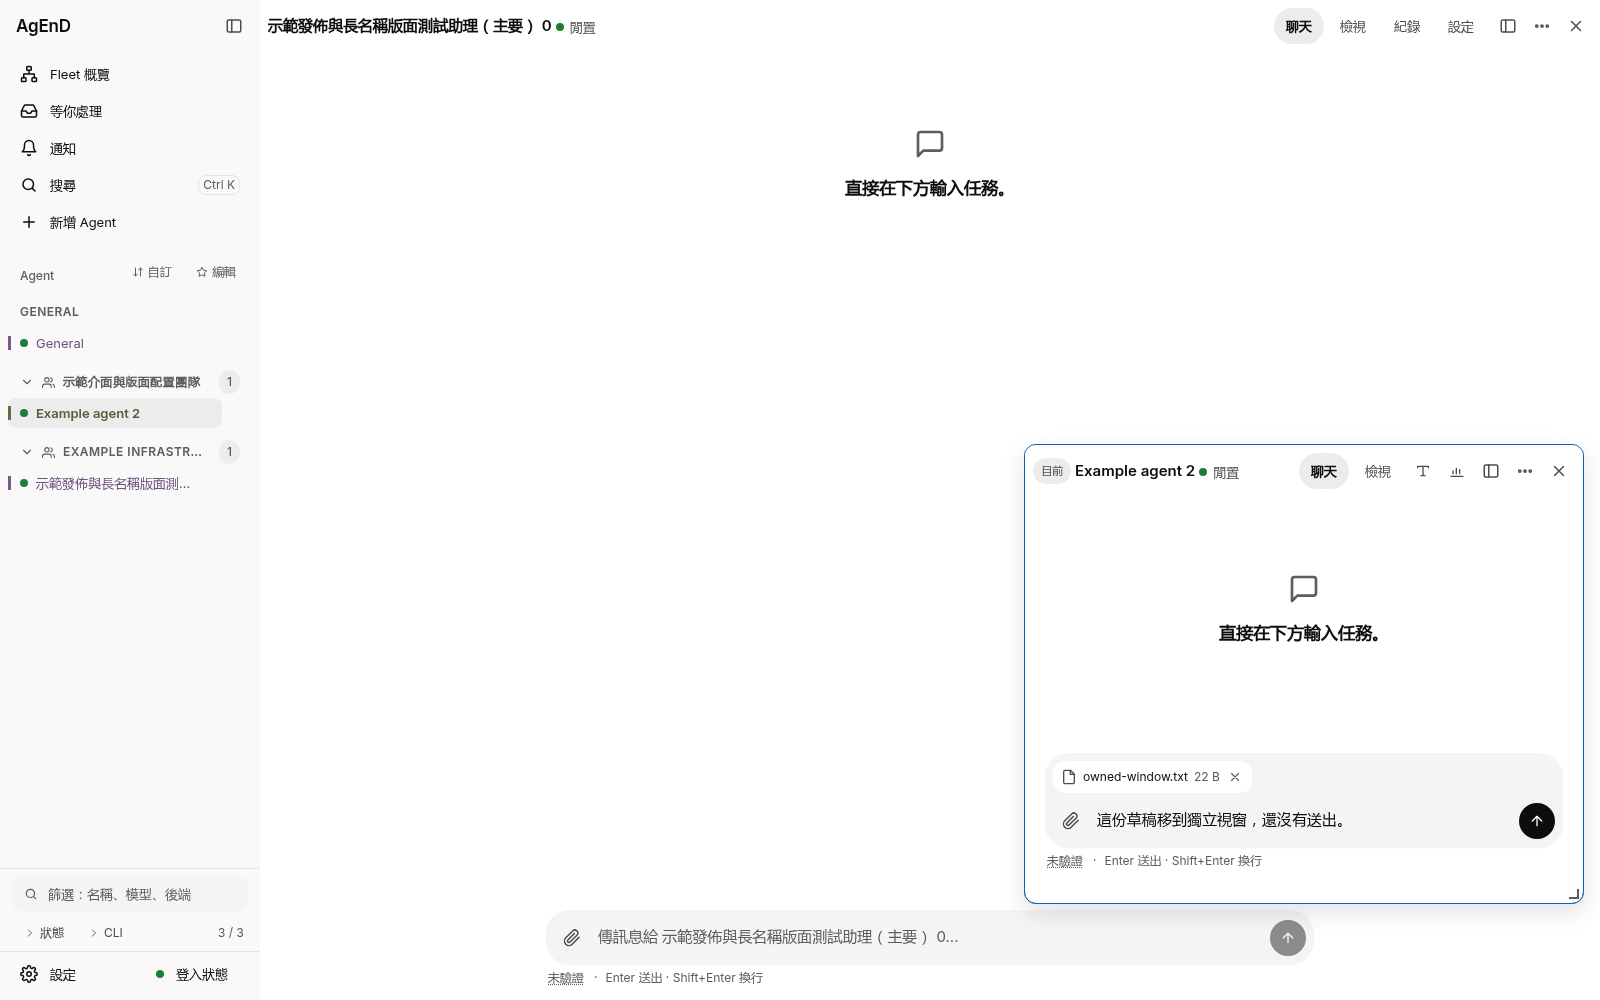 AgEnD
Fleet 概覽
等你處理
通知
搜尋 Ctrl K
新增 Agent
Agent 自訂 編輯
GENERAL
General
示範介面與版面配置團隊 1
Example agent 2
EXAMPLE INFRASTR... 1
示範發佈與長名稱版面測...
篩選：名稱、模型、後端
狀態 CLI 3 / 3
設定 登入狀態
示範發佈與長名稱版面測試助理（主要）0 閒置 聊天 檢視 紀錄 設定
直接在下方輸入任務。
目前 Example agent 2 閒置 聊天 檢視
直接在下方輸入任務。
owned-window.txt 22 B
這份草稿移到獨立視窗，還沒有送出。
未驗證 · Enter 送出 · Shift+Enter 換行
傳訊息給 示範發佈與長名稱版面測試助理（主要）0...
未驗證 · Enter 送出 · Shift+Enter 換行